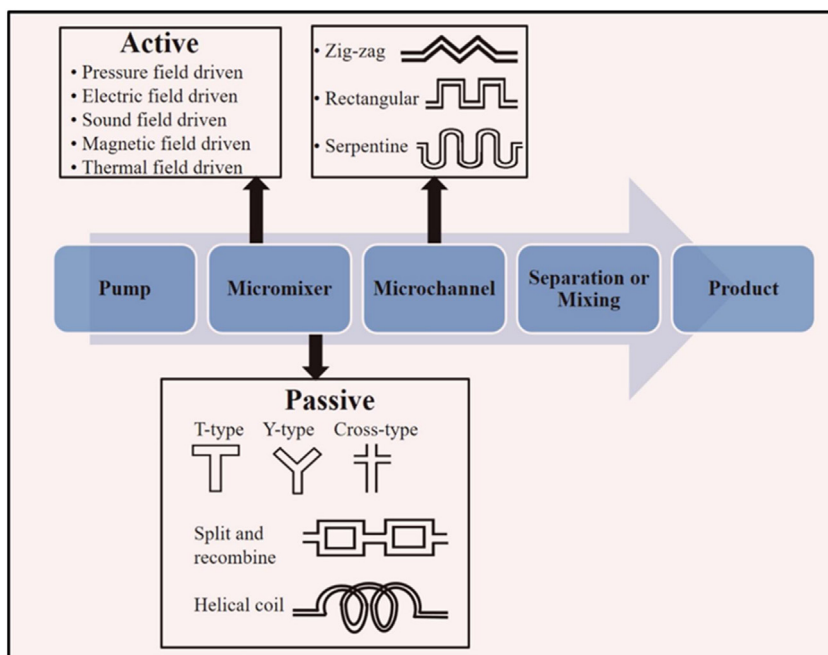 Active
• Pressure field driven
• Electric field driven
• Sound field driven
• Magnetic field driven
• Thermal field driven
• Zig-zag
• Rectangular
• Serpentine
Pump
Micromixer
Microchannel
Separation or
Mixing
Product
Passive
T-type Y-type Cross-type
Split and
recombine
Helical coil